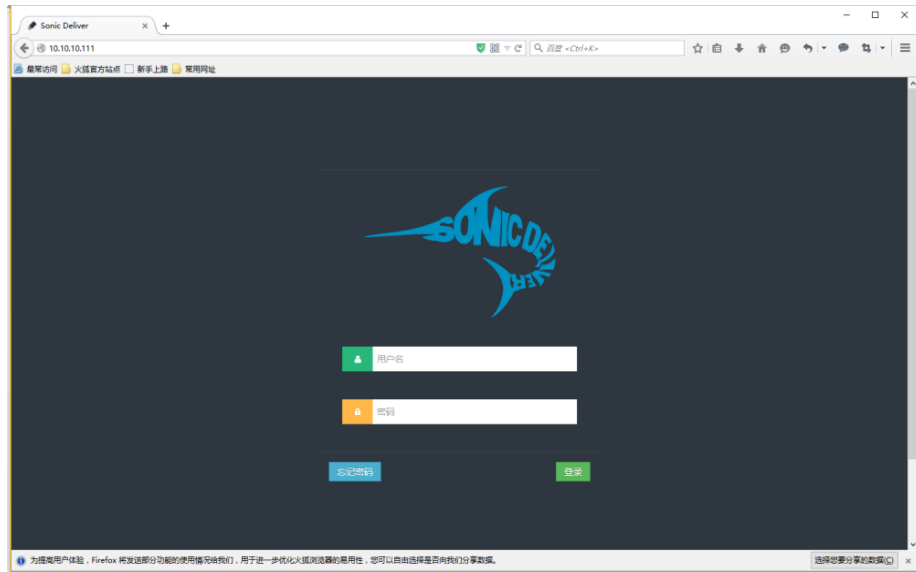 Sonic Deliver
10.10.10.111
百度 <Ctrl+K>
最常访问 火狐官方站点 新手上路 常用网址
SONIC DELIVER
用户名
密码
忘记密码 登录
为提高用户体验，Firefox 将发送部分功能的使用情况给我们，用于进一步优化火狐浏览器的易用性，您可以自由选择是否向我们分享数据。 选择您要分享的数据(C)